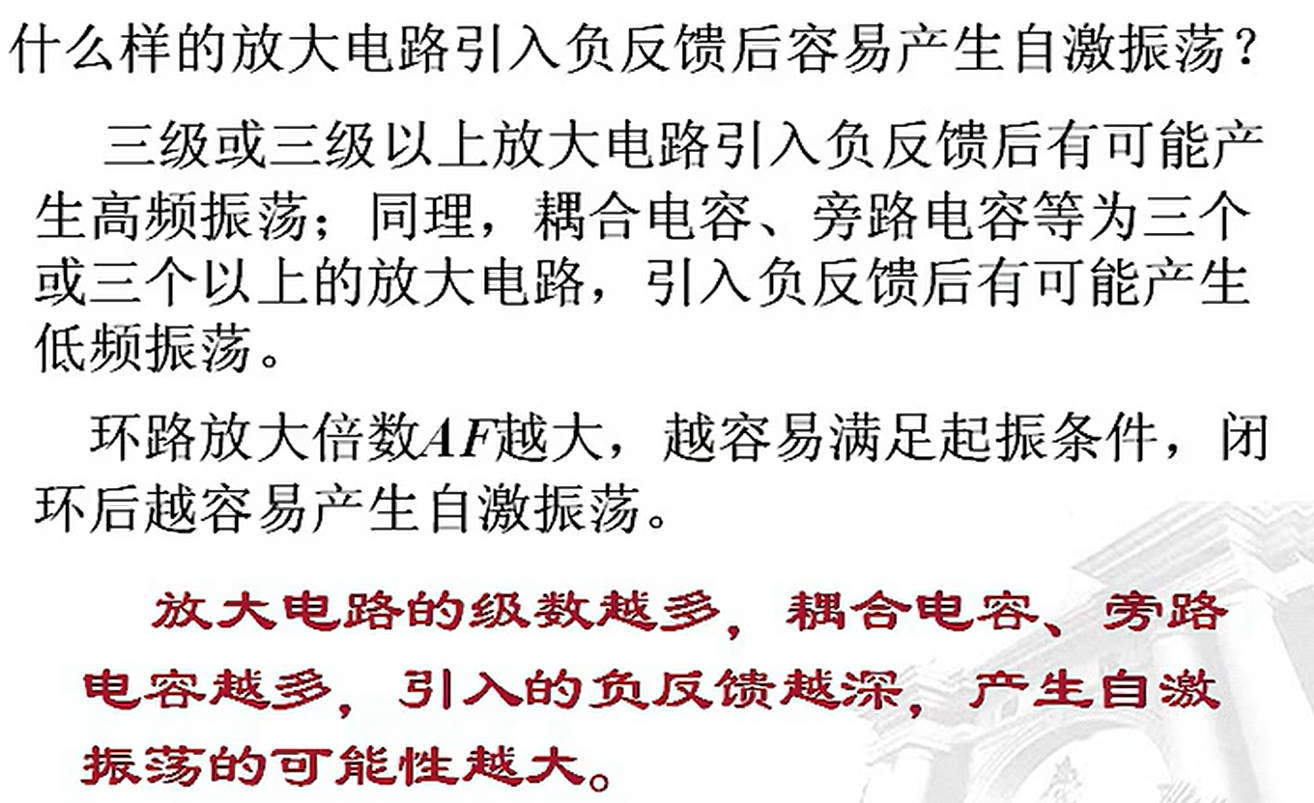 什么样的放大电路引入负反馈后容易产生自激振荡？
三级或三级以上放大电路引入负反馈后有可能产
生高频振荡；同理，耦合电容、旁路电容等为三个
或三个以上的放大电路，引入负反馈后有可能产生
低频振荡。
环路放大倍数AF越大，越容易满足起振条件，闭
环后越容易产生自激振荡。
放大电路的级数越多，耦合电容、旁路
电容越多，引入的负反馈越深，产生自激
振荡的可能性越大。